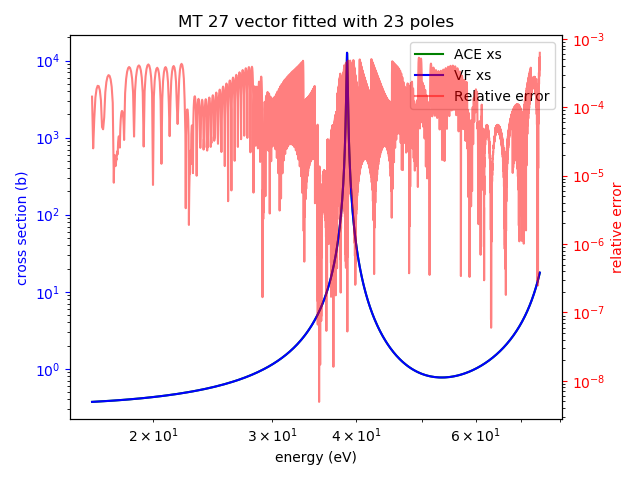 MT 27 vector fitted with 23 poles
ACE xs
VF xs
Relative error
cross section (b)
10⁴
10³
10²
10¹
10⁰
relative error
10⁻³
10⁻⁴
10⁻⁵
10⁻⁶
10⁻⁷
10⁻⁸
2 × 10¹ 3 × 10¹ 4 × 10¹ 6 × 10¹
energy (eV)